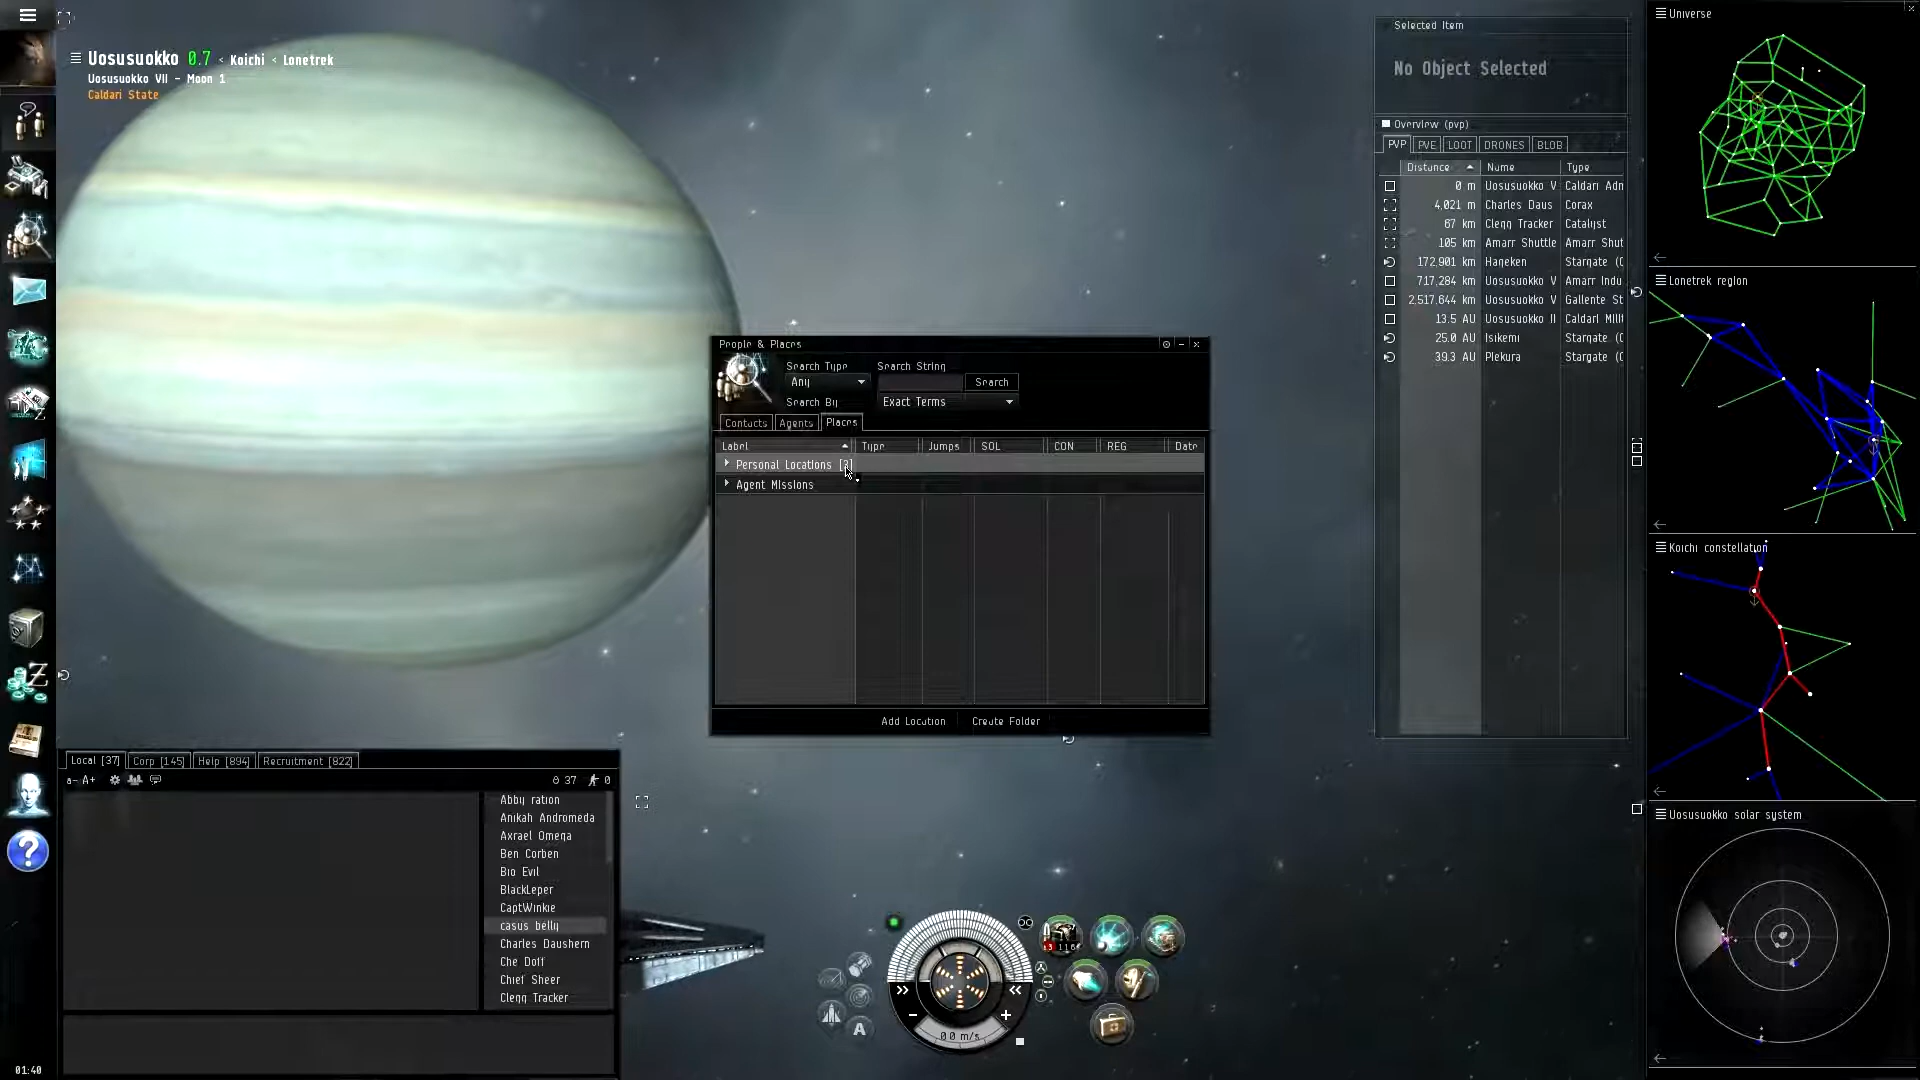 Uosusuokko 0.7 < Koichi < Lonetrek
Uosusuokko VII - Moon 1
Caldari State
Selected Item
No Object Selected
Overview (pvp)
PVP PVE LOOT DRONES BLOB
Distance Name Type
0 m Uosusuokko V Caldari Adn
4,021 m Charles Daus Corax
67 km Clegg Tracker Catalyst
105 km Amarr Shuttle Amarr Shut
172,901 km Hageken Stargate (C
717,284 km Uosusuokko V Amarr Indu
2,517,644 km Uosusuokko V Gallente St
13.5 AU Uosusuokko II Caldari Milit
25.0 AU Isikemi Stargate (C
39.3 AU Plekura Stargate (C
Universe
Lonetrek region
Koichi constellation
Uosusuokko solar system
People & Places
Search Type Search String
Any Search
Search By Exact Terms
Contacts Agents Places
Label Type Jumps SOL CON REG Date
Personal Locations
Agent Missions
Add Location Create Folder
Local [37] Corp [145] Help [894] Recruitment [822]
a- A+ 37 0
Abby ration
Anikah Andromeda
Axrael Omega
Ben Corben
Bio Evil
BlackLeper
CaptWinkie
casus belly
Charles Daushern
Chief Sheer
Clegg Tracker
A
0.0 m/s
01:40